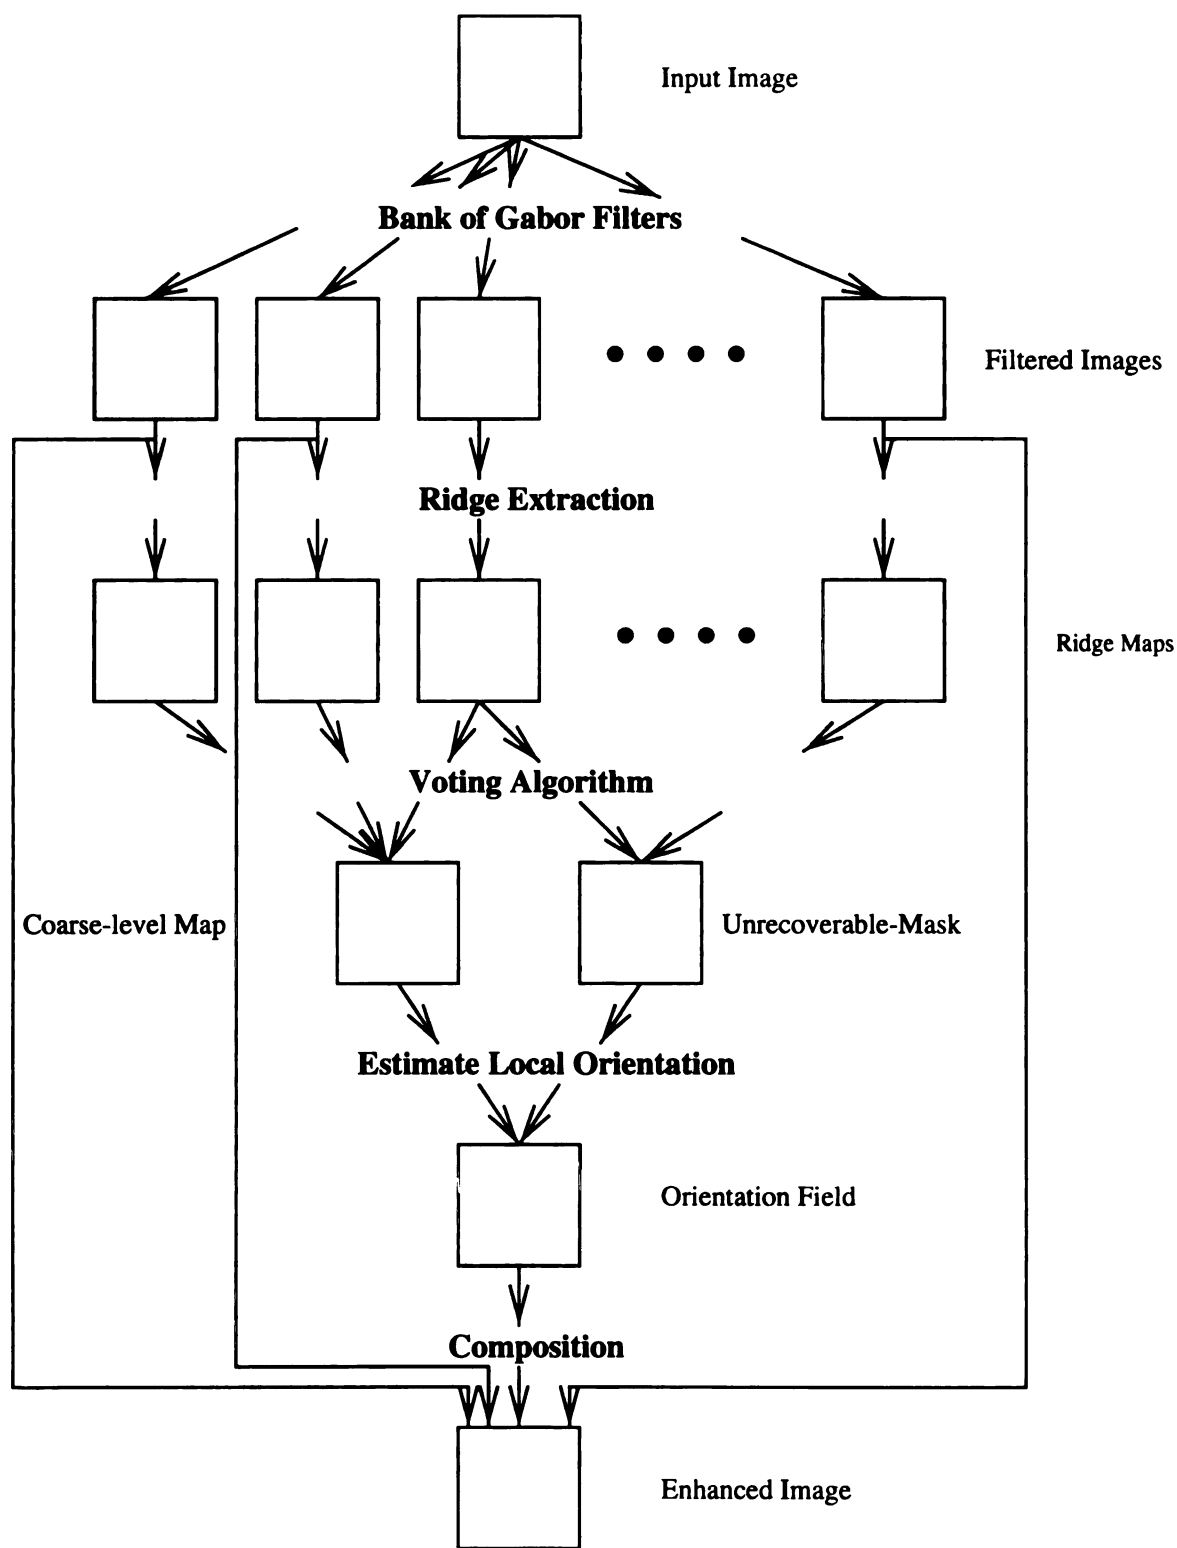 Input Image
Bank of Gabor Filters
Filtered Images
Ridge Extraction
Ridge Maps
Voting Algorithm
Coarse-level Map
Unrecoverable-Mask
Estimate Local Orientation
Orientation Field
Composition
Enhanced Image